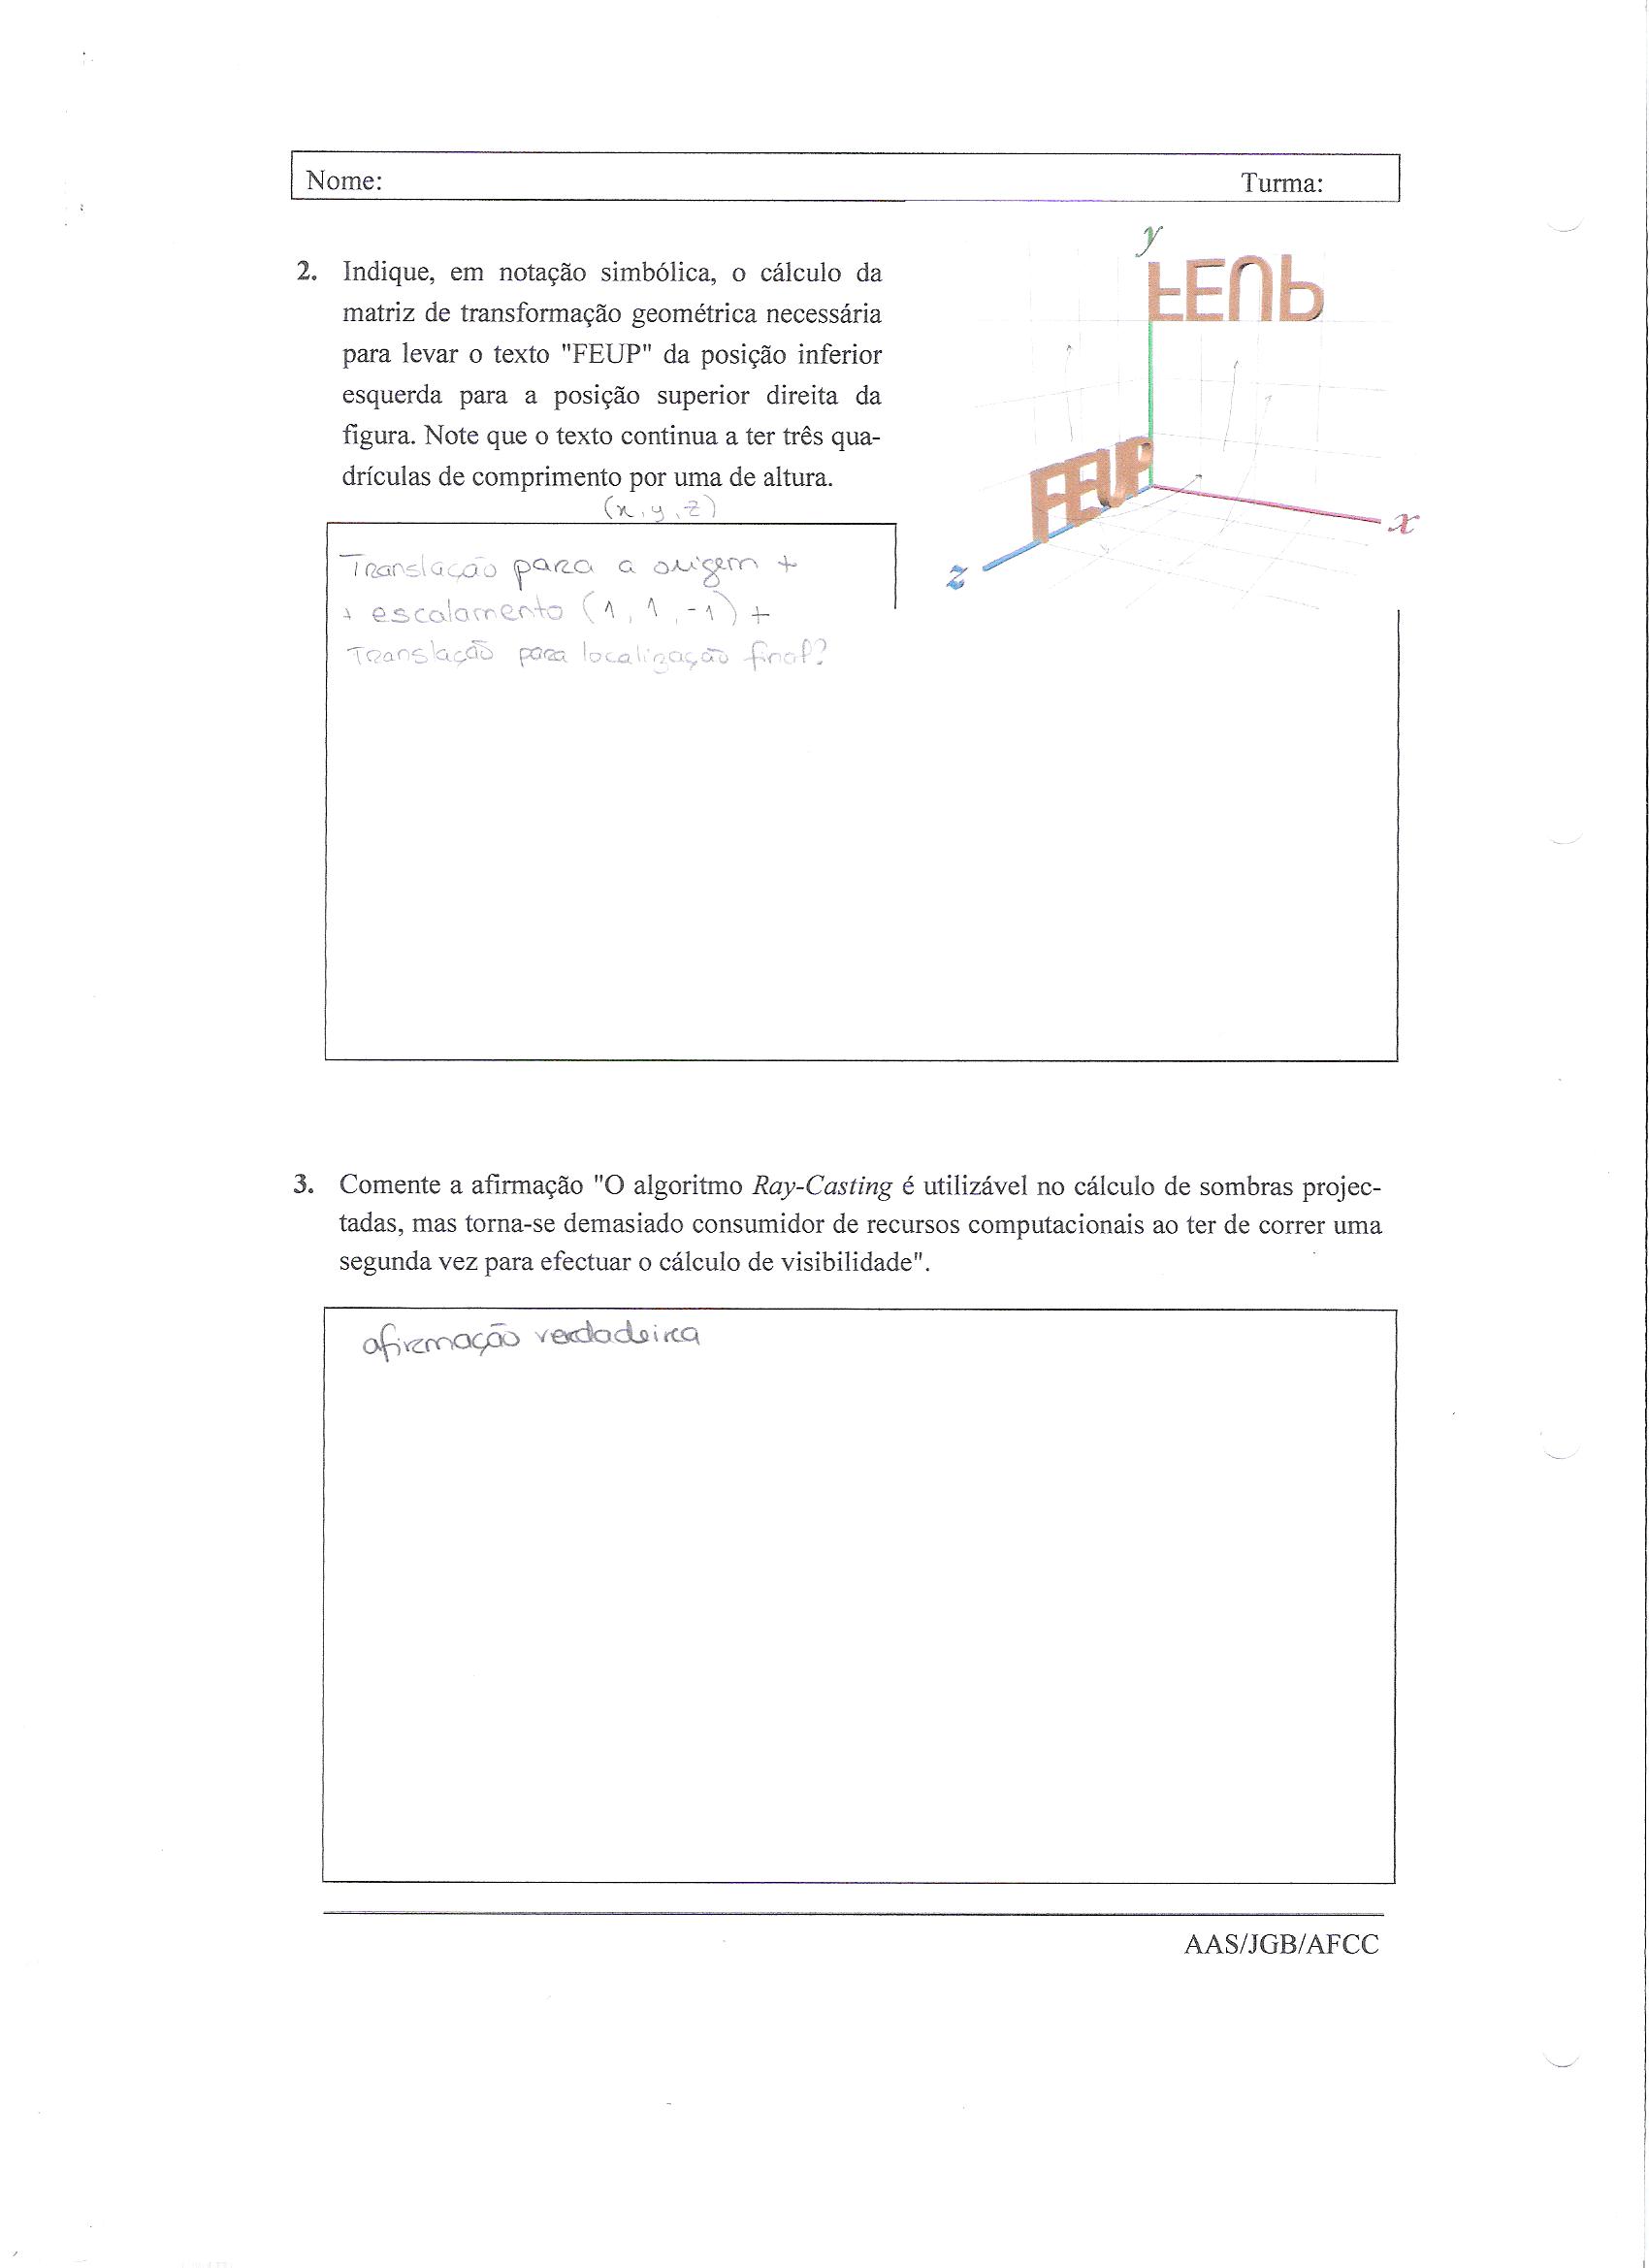 Nome: Turma:
2. Indique, em notação simbólica, o cálculo da
matriz de transformação geométrica necessária
para levar o texto "FEUP" da posição inferior
esquerda para a posição superior direita da
figura. Note que o texto continua a ter três qua-
drículas de comprimento por uma de altura.
y
FEUP
FEUP
x
z
(x, y, z)
Translação para a origem +
+ escalamento (1, 1, -1) +
Translação para localização final?
3. Comente a afirmação "O algoritmo Ray-Casting é utilizável no cálculo de sombras projec-
tadas, mas torna-se demasiado consumidor de recursos computacionais ao ter de correr uma
segunda vez para efectuar o cálculo de visibilidade".
afirmação verdadeira
AAS/JGB/AFCC